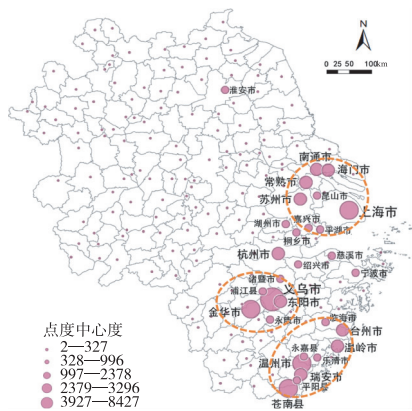 N
0 25 50 100km
淮安市
南通市
海门市
常熟市
苏州市
昆山市
上海市
湖州市
嘉兴市
平湖市
桐乡市
杭州市
慈溪市
绍兴市
宁波市
诸暨市
浦江县
义乌市
东阳市
金华市
永康市
临海市
台州市
温岭市
永嘉县
温州市
乐清市
瑞安市
平阳县
苍南县
点度中心度
2—327
328—996
997—2378
2379—3296
3927—8427